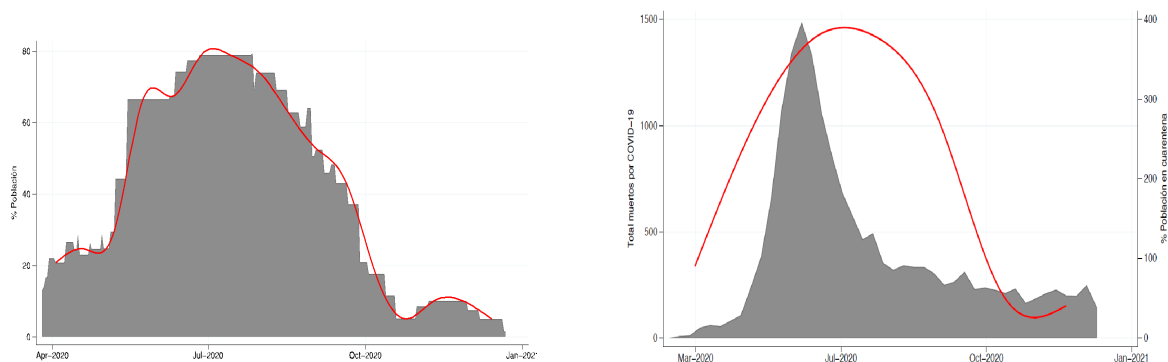 80
60
40
20
0
% Población
Apr-2020
Jul-2020
Oct-2020
Jan-202
1500
1000
500
0
Total muertos por COVID-19
400
300
200
100
0
% Población en cuarentena
Mar-2020
Jul-2020
Oct-2020
Jan-2021